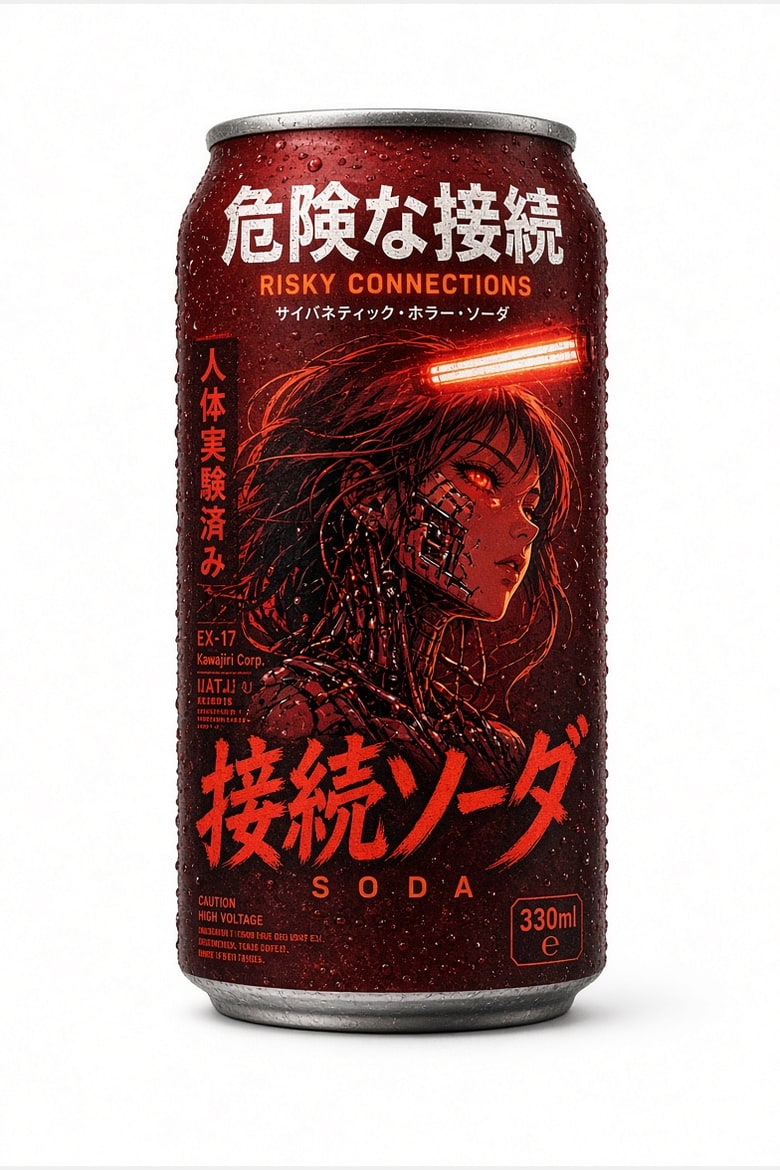 危険な接続
RISKY CONNECTIONS
サイバネティック・ホラー・ソーダ
人体実験済み
EX-17
Kawajiri Corp.
接続ソーダ
SODA
CAUTION
HIGH VOLTAGE
330ml
e